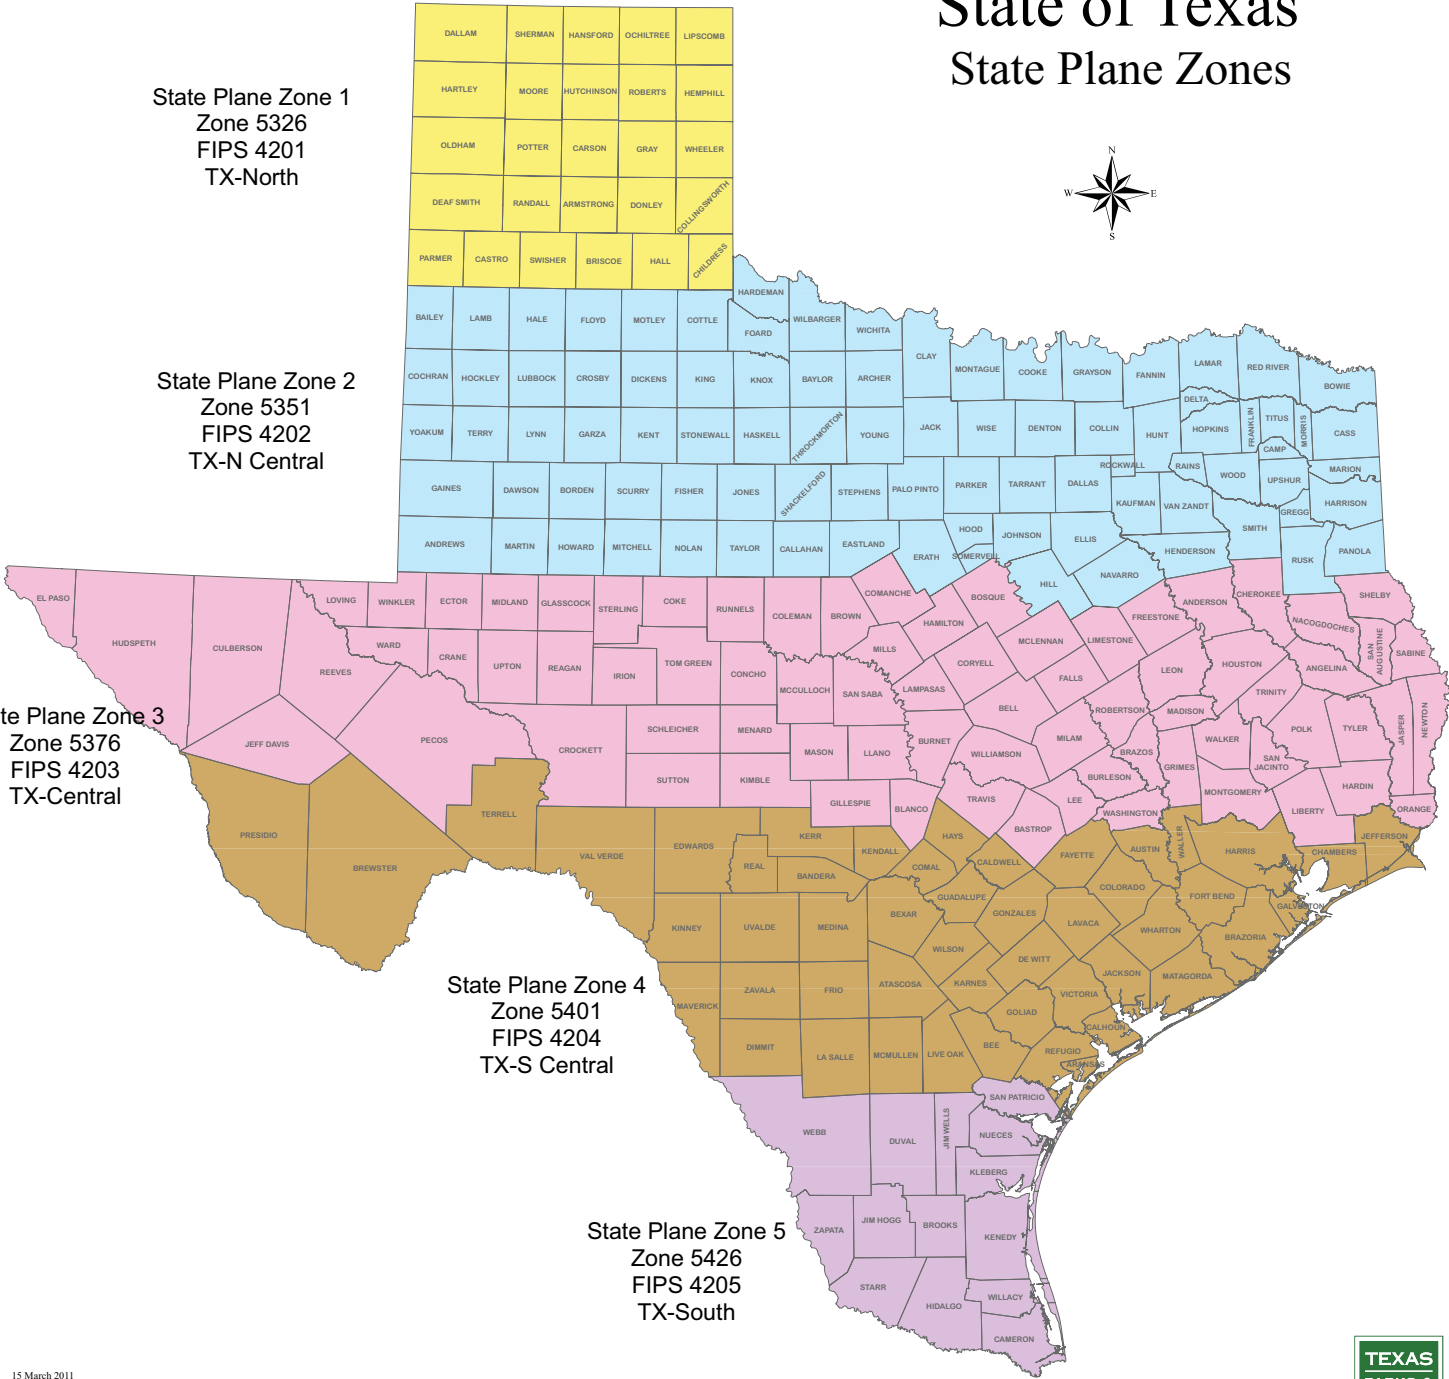 State of Texas
State Plane Zones
N
W E
S
State Plane Zone 1
Zone 5326
FIPS 4201
TX-North
State Plane Zone 2
Zone 5351
FIPS 4202
TX-N Central
te Plane Zone 3
Zone 5376
FIPS 4203
TX-Central
State Plane Zone 4
Zone 5401
FIPS 4204
TX-S Central
State Plane Zone 5
Zone 5426
FIPS 4205
TX-South
DALLAM SHERMAN HANSFORD OCHILTREE LIPSCOMB
HARTLEY MOORE HUTCHINSON ROBERTS HEMPHILL
OLDHAM POTTER CARSON GRAY WHEELER
DEAF SMITH RANDALL ARMSTRONG DONLEY COLLINGSWORTH
PARMER CASTRO SWISHER BRISCOE HALL CHILDRESS
BAILEY LAMB HALE FLOYD MOTLEY COTTLE HARDEMAN FOARD WILBARGER WICHITA CLAY
COCHRAN HOCKLEY LUBBOCK CROSBY DICKENS KING KNOX BAYLOR ARCHER MONTAGUE COOKE GRAYSON FANNIN LAMAR RED RIVER BOWIE
YOAKUM TERRY LYNN GARZA KENT STONEWALL HASKELL THROCKMORTON YOUNG JACK WISE DENTON COLLIN HUNT DELTA HOPKINS FRANKLIN TITUS CAMP MORRIS CASS
GAINES DAWSON BORDEN SCURRY FISHER JONES SHACKELFORD STEPHENS PALO PINTO PARKER TARRANT DALLAS ROCKWALL KAUFMAN RAINS VAN ZANDT WOOD UPSHUR GREGG MARION HARRISON
ANDREWS MARTIN HOWARD MITCHELL NOLAN TAYLOR CALLAHAN EASTLAND ERATH HOOD SOMERVELL JOHNSON ELLIS HILL NAVARRO HENDERSON SMITH RUSK PANOLA
EL PASO HUDSPETH CULBERSON REEVES JEFF DAVIS LOVING WINKLER ECTOR MIDLAND GLASSCOCK STERLING COKE RUNNELS COLEMAN BROWN COMANCHE BOSQUE HAMILTON FREESTONE ANDERSON CHEROKEE NACOGDOCHES SHELBY
WARD CRANE UPTON REAGAN IRION TOM GREEN CONCHO MCCULLOCH SAN SABA MILLS LAMPASAS CORYELL MCLENNAN LIMESTONE FALLS LEON HOUSTON ANGELINA SAN AUGUSTINE SABINE
PECOS CROCKETT SCHLEICHER MENARD MASON LLANO BURNET BELL WILLIAMSON MILAM ROBERTSON BRAZOS MADISON TRINITY WALKER POLK TYLER JASPER NEWTON
SUTTON KIMBLE GILLESPIE BLANCO TRAVIS BASTROP LEE BURLESON WASHINGTON GRIMES MONTGOMERY SAN JACINTO LIBERTY HARDIN ORANGE
PRESIDIO BREWSTER TERRELL VAL VERDE EDWARDS REAL KERR BANDERA KENDALL COMAL HAYS CALDWELL FAYETTE AUSTIN WALLER HARRIS CHAMBERS JEFFERSON
KINNEY UVALDE MEDINA BEXAR GUADALUPE GONZALES LAVACA COLORADO WHARTON FORT BEND BRAZORIA GALVESTON
MAVERICK ZAVALA FRIO ATASCOSA WILSON KARNES DE WITT VICTORIA JACKSON MATAGORDA
DIMMIT LA SALLE MCMULLEN LIVE OAK BEE GOLIAD REFUGIO CALHOUN ARANSAS
WEBB DUVAL JIM WELLS SAN PATRICIO NUECES KLEBERG
ZAPATA JIM HOGG BROOKS KENEDY
STARR HIDALGO WILLACY CAMERON
15 March 2011
TEXAS